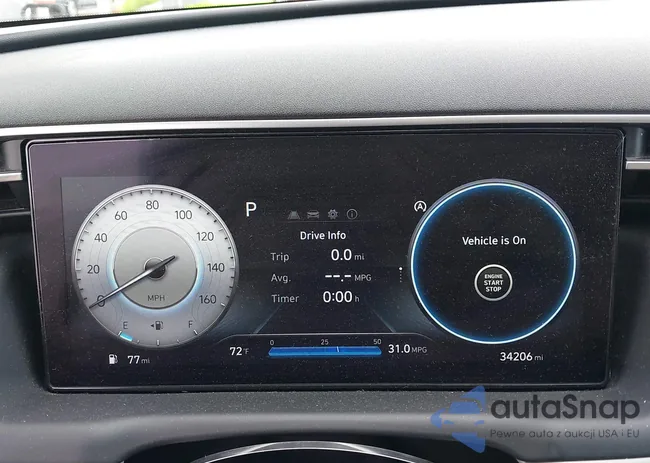 0
20
40
60
80
100
120
140
160
MPH
E
F
77 mi
P
Drive Info
Trip 0.0 mi
Avg. --.- MPG
Timer 0:00 h
72°F
0 25 50
31.0 MPG
A
Vehicle is On
ENGINE
START
STOP
34206 mi
autaSnap
Pewne auta z aukcji USA i EU